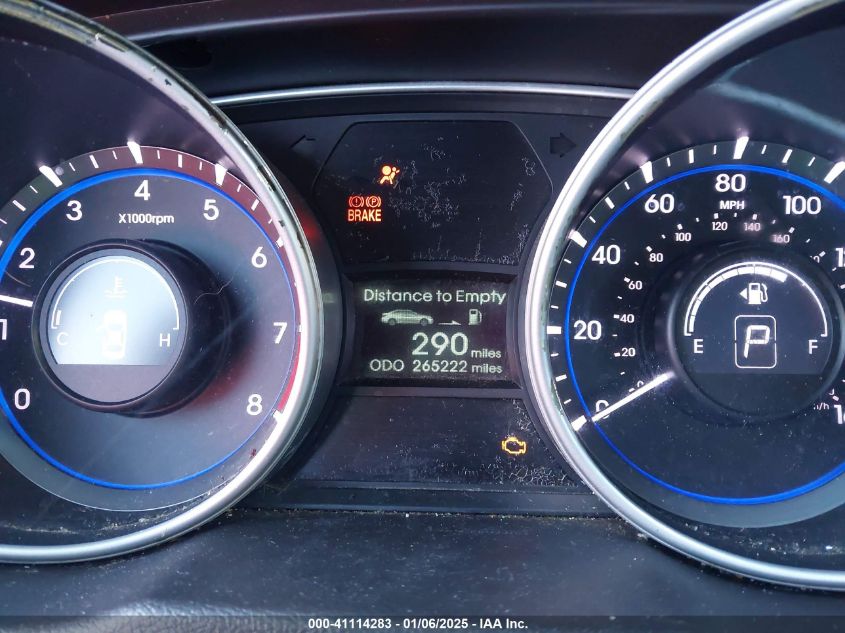 4
3
5
X1000rpm
2
6
1
7
0
8
C
H
BRAKE
Distance to Empty
290 miles
ODO 265222 miles
80
MPH
60
100
40
20
0
120
140
100
160
80
60
40
20
E
P
F
000-41114283 - 01/06/2025 - IAA Inc.